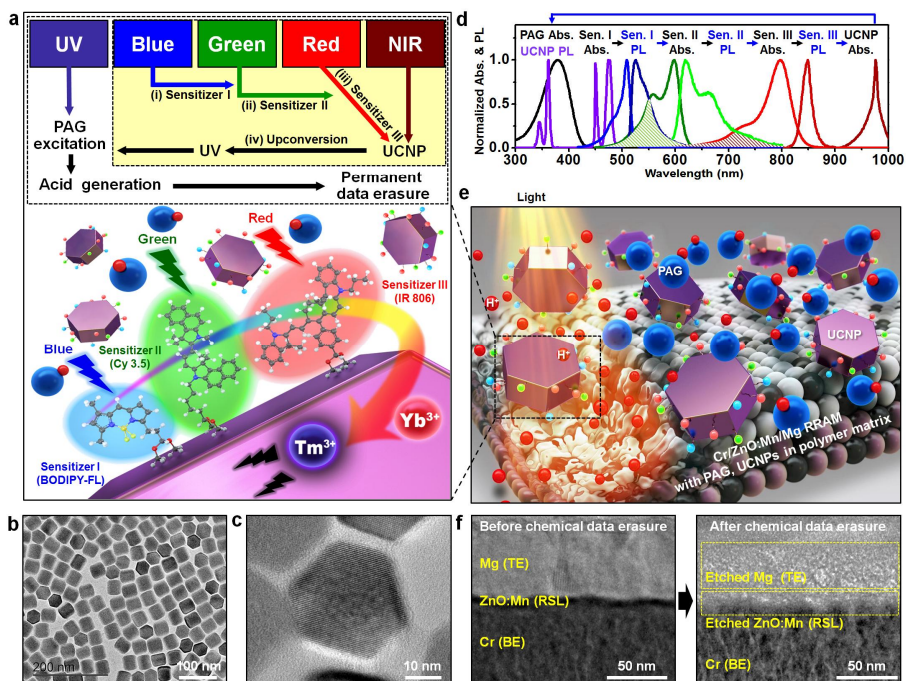 a
UV
Blue
Green
Red
NIR
(i) Sensitizer I
(ii) Sensitizer II
(iii) Sensitizer III
PAG
excitation
UV
(iv) Upconversion
UCNP
Acid generation
Permanent
data erasure
Red
Green
Sensitizer III
(IR 806)
Sensitizer II
(Cy 3.5)
Blue
Sensitizer I
(BODIPY-FL)
Tm3+
Yb3+
b
200 nm
100 nm
c
10 nm
d
PAG Abs.
UCNP PL
Sen. I
Abs.
Sen. I
PL
Sen. II
Abs.
Sen. II
PL
Sen. III
Abs.
Sen. III
PL
UCNP
Abs.
Normalized Abs. & PL
1.0
0.5
0.0
300 400 500 600 700 800 900 1000
Wavelength (nm)
e
Light
H+
PAG
H+
UCNP
Cr/ZnO:Mn/Mg RRAM
with PAG, UCNPs in polymer matrix
f
Before chemical data erasure
Mg (TE)
ZnO:Mn (RSL)
Cr (BE)
50 nm
After chemical data erasure
Etched Mg (TE)
Etched ZnO:Mn (RSL)
Cr (BE)
50 nm